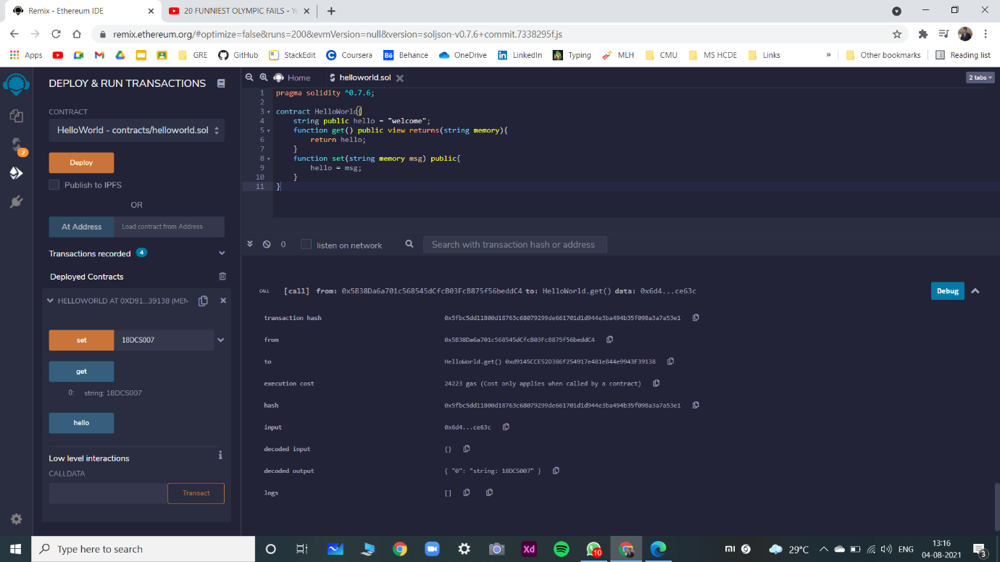 Remix - Ethereum IDE
20 FUNNIEST OLYMPIC FAILS - Yo
remix.ethereum.org/#optimize=false&runs=200&evmVersion=null&version=soljson-v0.7.6+commit.7338295f.js
Apps GRE GitHub StackEdit Coursera Behance OneDrive LinkedIn Typing MLH CMU MS HCDE Links » Other bookmarks Reading list
DEPLOY & RUN TRANSACTIONS
CONTRACT
HelloWorld - contracts/helloworld.sol
2
Deploy
Publish to IPFS
OR
At Address Load contract from Address
Transactions recorded 4
Deployed Contracts
HELLOWORLD AT 0XD91...39138 (MEM
set 18DCS007
get
0: string: 18DCS007
hello
Low level interactions
CALLDATA
Transact
Home helloworld.sol 2 tabs
1 pragma solidity ^0.7.6;
2
3 contract HelloWorld{
4 string public hello = "welcome";
5 function get() public view returns(string memory){
6 return hello;
7 }
8 function set(string memory msg) public{
9 hello = msg;
10 }
11 }
0 listen on network Search with transaction hash or address
CALL [call] from: 0x5B38Da6a701c568545dCfcB03FcB875f56beddC4 to: HelloWorld.get() data: 0x6d4...ce63c Debug
transaction hash 0x5fbc5dd11800d18763c68079299de661701d1d944e3ba494b35f098a3a7a53e1
from 0x5B38Da6a701c568545dCfcB03FcB875f56beddC4
to HelloWorld.get() 0xd9145CCE52D386f254917e481eB44e9943F39138
execution cost 24223 gas (Cost only applies when called by a contract)
hash 0x5fbc5dd11800d18763c68079299de661701d1d944e3ba494b35f098a3a7a53e1
input 0x6d4...ce63c
decoded input {}
decoded output { "0": "string: 18DCS007" }
logs []
Type here to search
Xd
10
mi
29°C
ENG
13:16
04-08-2021
3